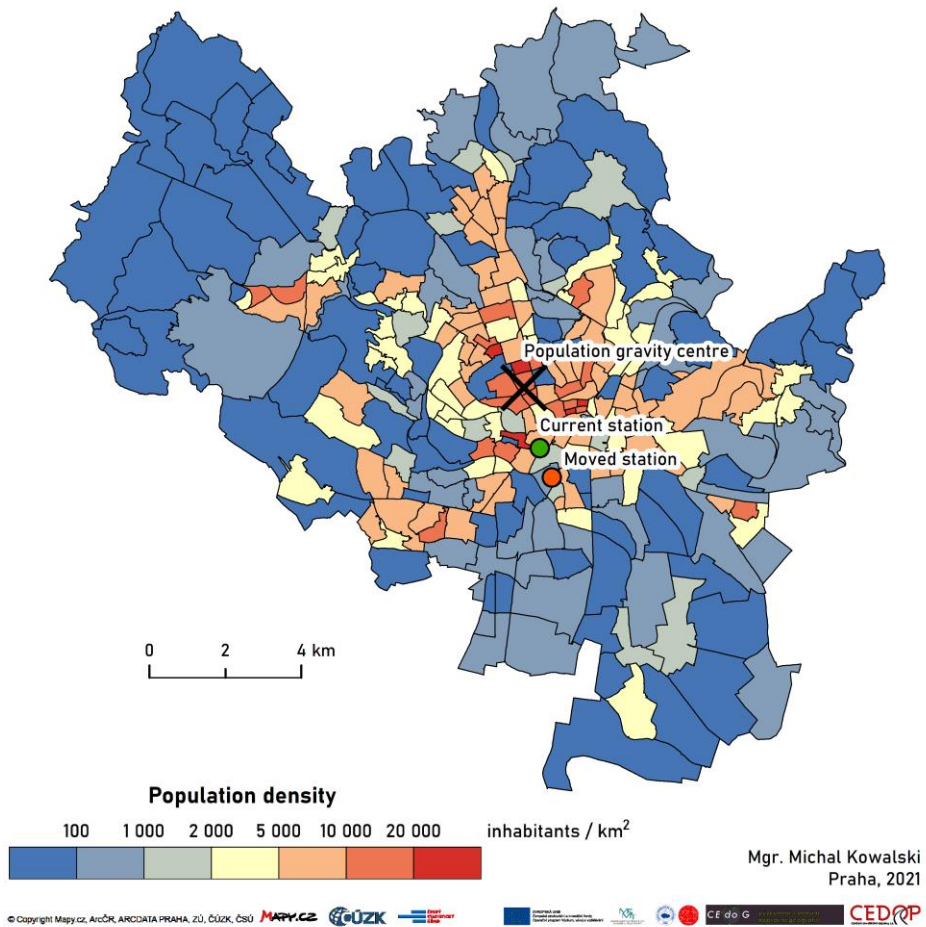 Population gravity centre
Current station
Moved station
0 2 4 km
Population density
100 1 000 2 000 5 000 10 000 20 000 inhabitants / km²
Mgr. Michal Kowalski
Praha, 2021
© Copyright Mapy.cz, ArcČR, ARCDATA PRAHA, ZÚ, ČÚZK, ČSÚ MAPY.CZ ČÚZK CE do G CEDOP